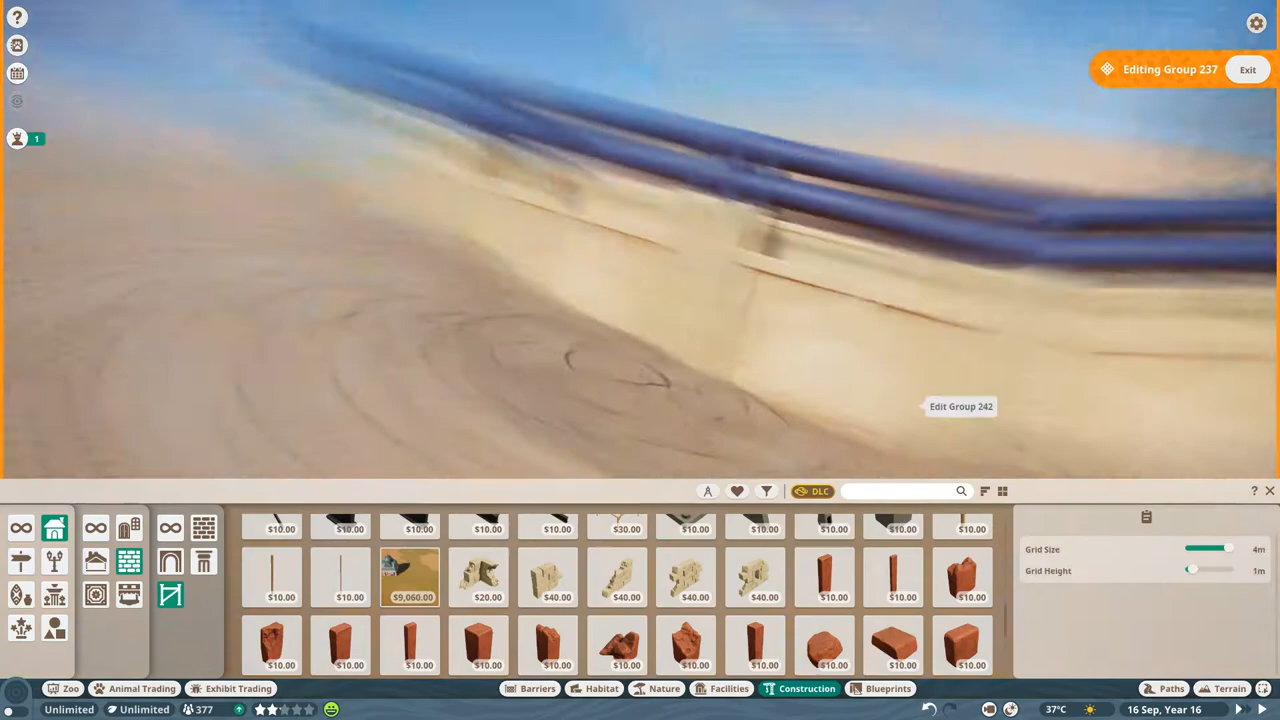 ?
Editing Group 237 Exit
1
Edit Group 242
DLC
? ×
$10.00 $10.00 $10.00 $10.00 $10.00 $30.00 $10.00 $10.00 $10.00 $10.00 $10.00
Grid Size 4m
Grid Height 1m
$10.00 $10.00 $9,060.00 $20.00 $40.00 $40.00 $40.00 $40.00 $10.00 $10.00 $10.00
$10.00 $10.00 $10.00 $10.00 $10.00 $10.00 $10.00 $10.00 $10.00 $10.00 $10.00
Zoo Animal Trading Exhibit Trading Barriers Habitat Nature Facilities Construction Blueprints Paths Terrain
Unlimited Unlimited 377 37°C 16 Sep, Year 16